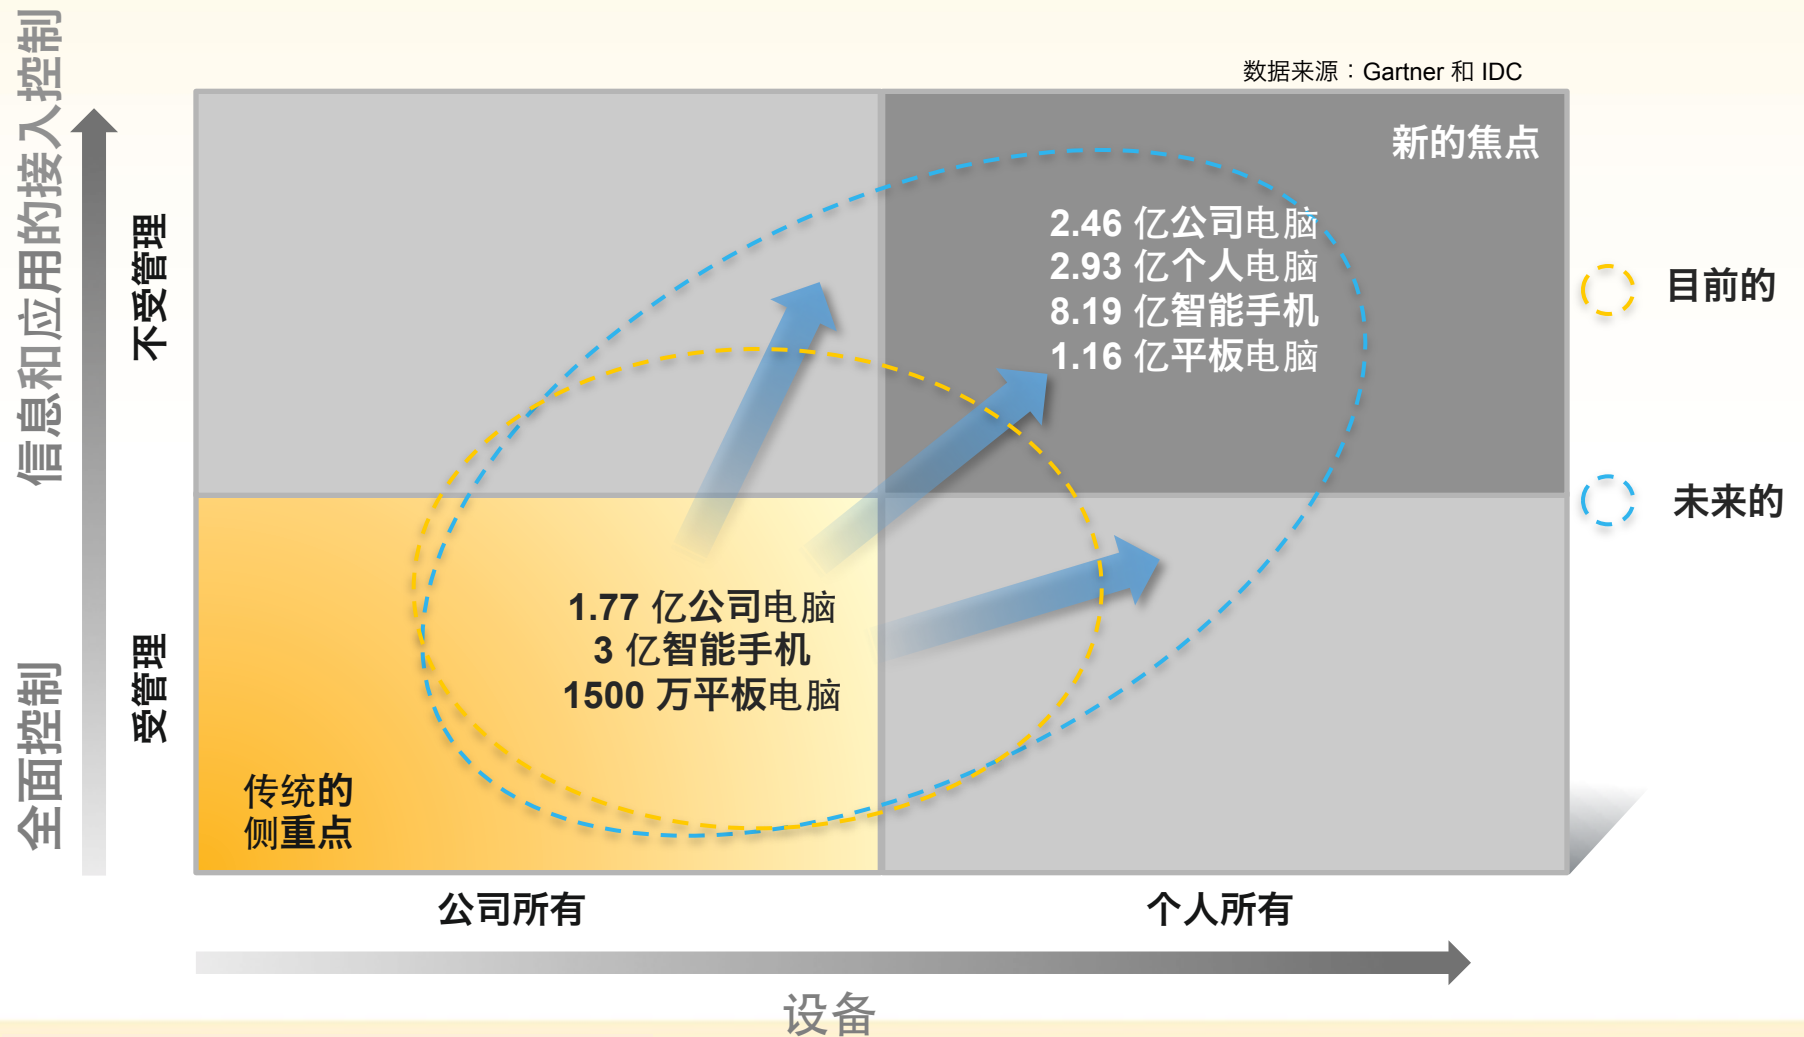 数据来源：Gartner 和 IDC
信息和应用的接入控制
全面控制
不受管理
受管理
新的焦点
2.46 亿公司电脑
2.93 亿个人电脑
8.19 亿智能手机
1.16 亿平板电脑
目前的
未来的
1.77 亿公司电脑
3 亿智能手机
1500 万平板电脑
传统的
侧重点
公司所有
个人所有
设备